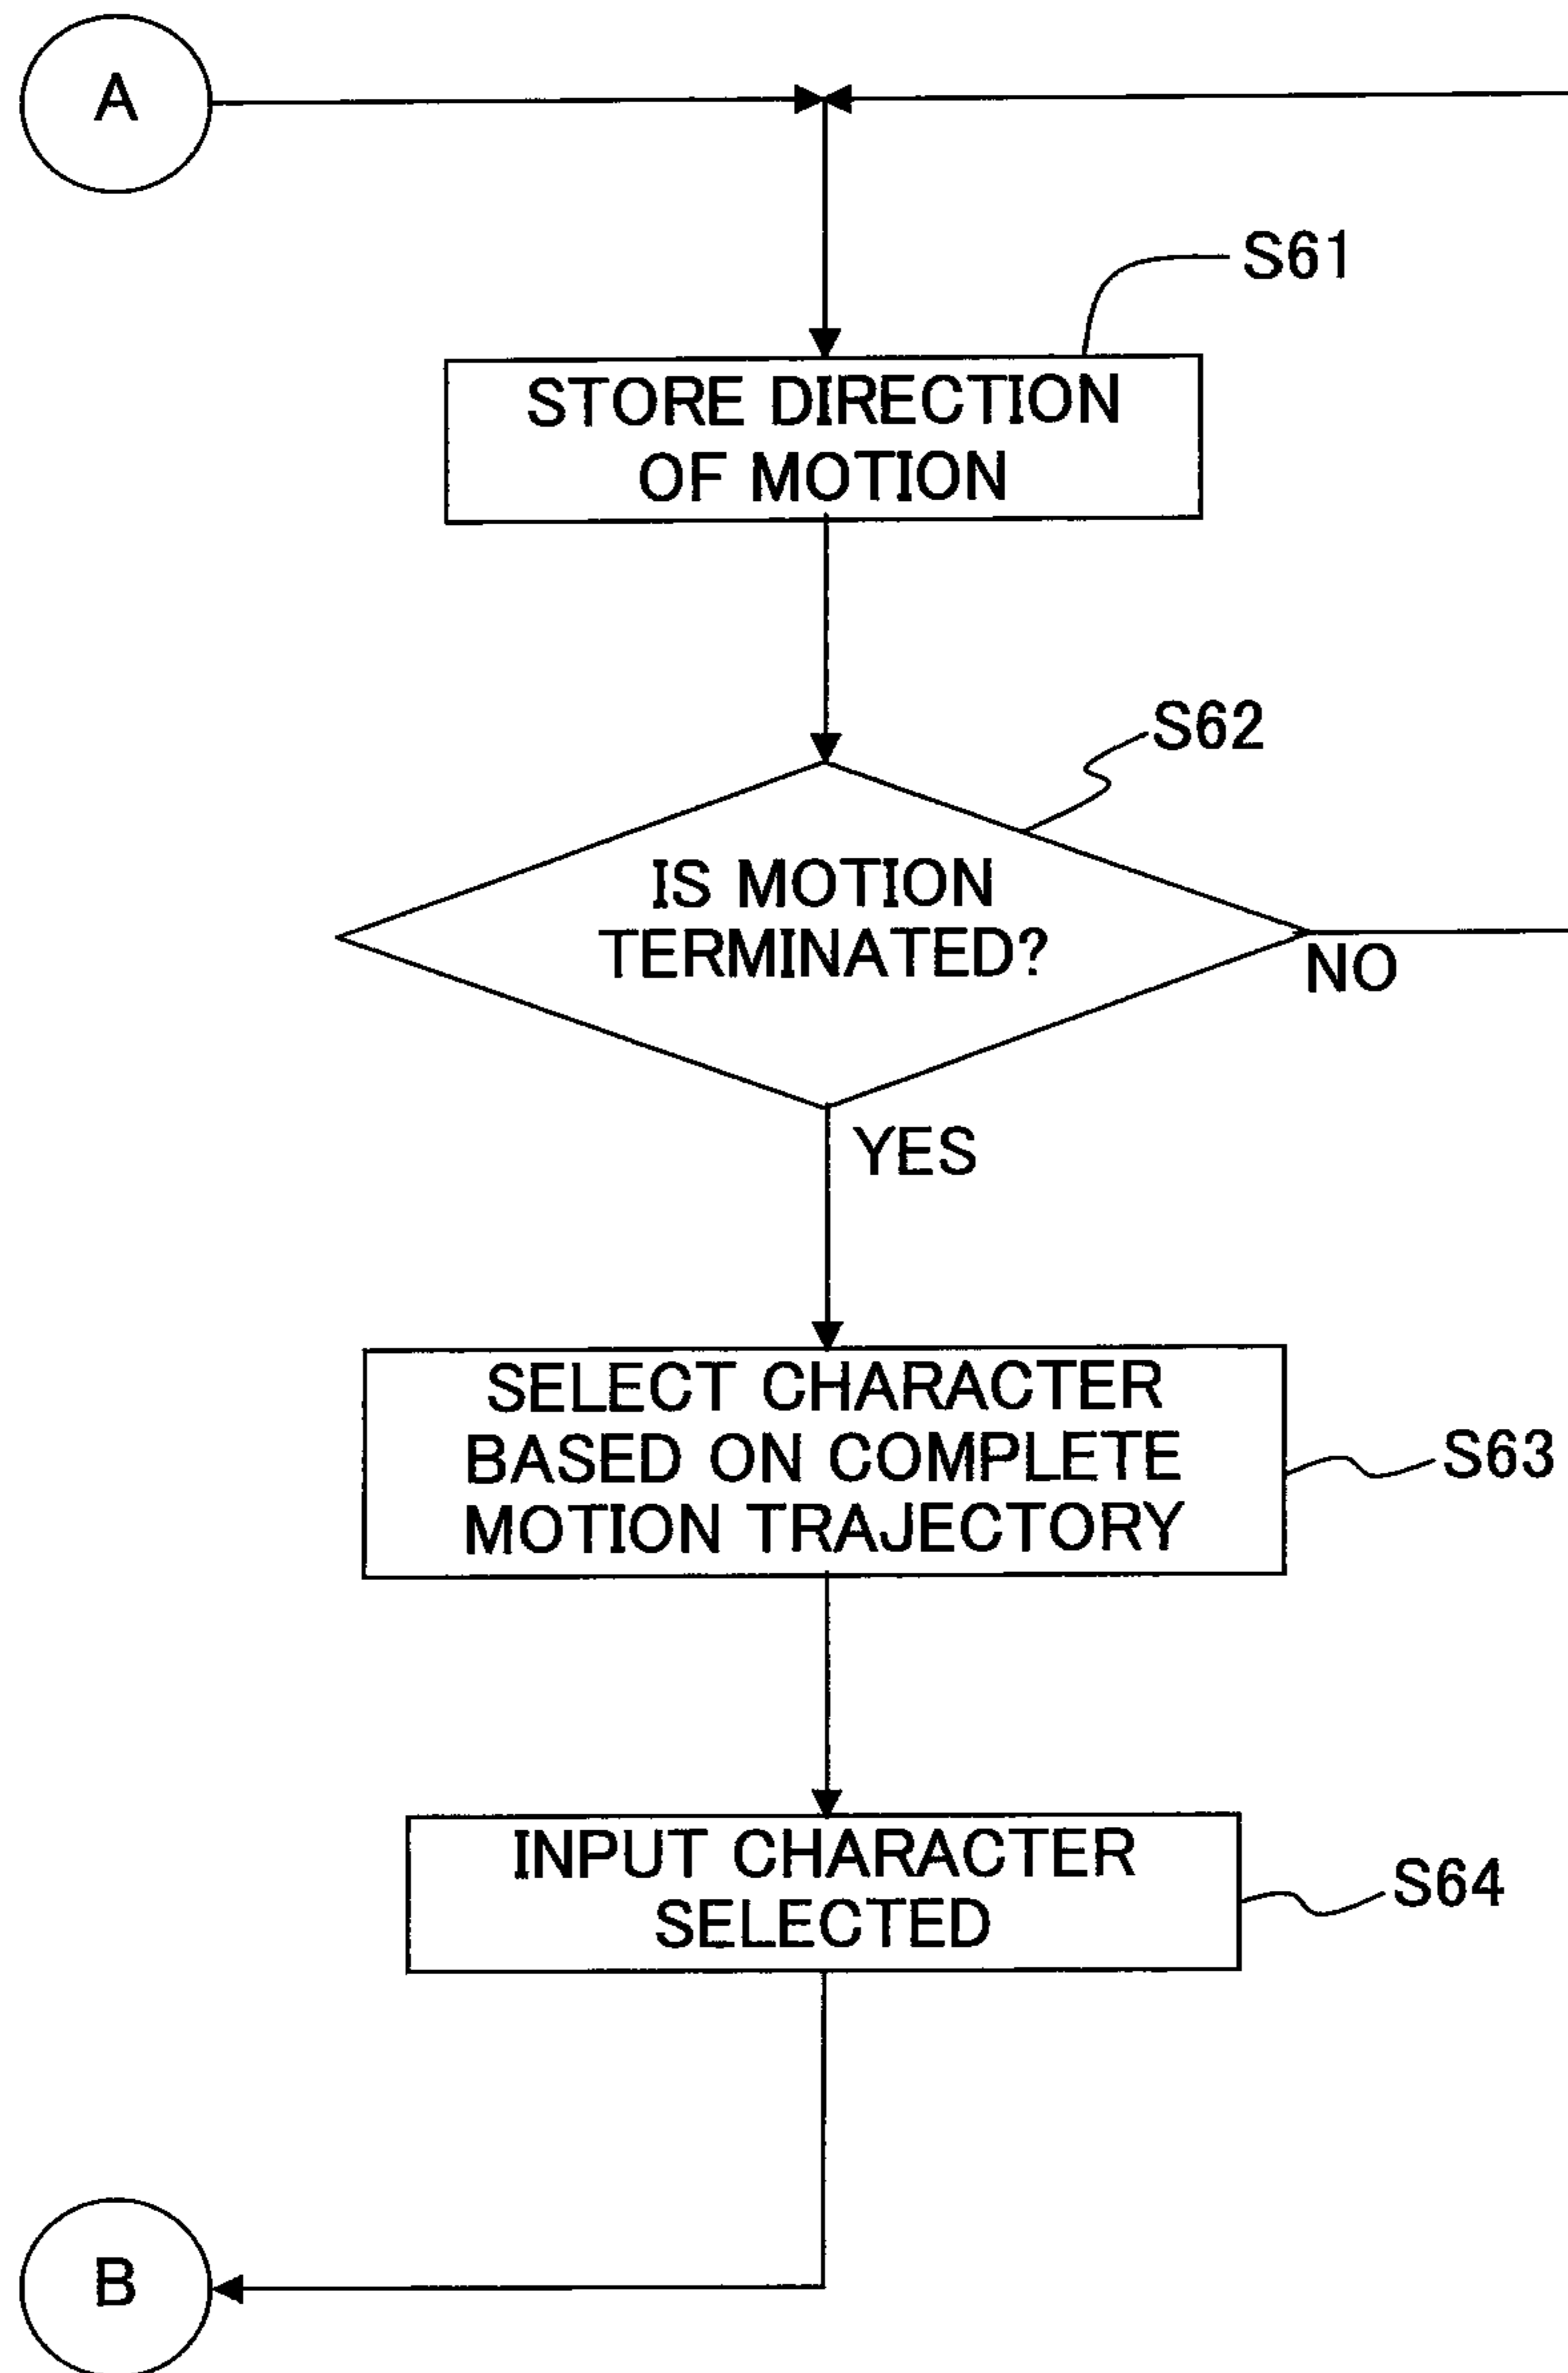 A
S61
STORE DIRECTION
OF MOTION
S62
IS MOTION
TERMINATED?
NO
YES
SELECT CHARACTER
BASED ON COMPLETE
MOTION TRAJECTORY
S63
INPUT CHARACTER
SELECTED
S64
B